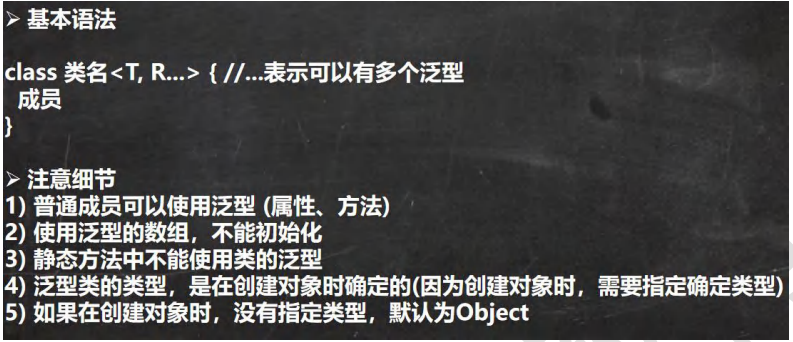 ➢ 基本语法
class 类名<T, R...> { //...表示可以有多个泛型
成员
}
➢ 注意细节
1) 普通成员可以使用泛型 (属性、方法)
2) 使用泛型的数组，不能初始化
3) 静态方法中不能使用类的泛型
4) 泛型类的类型，是在创建对象时确定的(因为创建对象时，需要指定确定类型)
5) 如果在创建对象时，没有指定类型，默认为Object